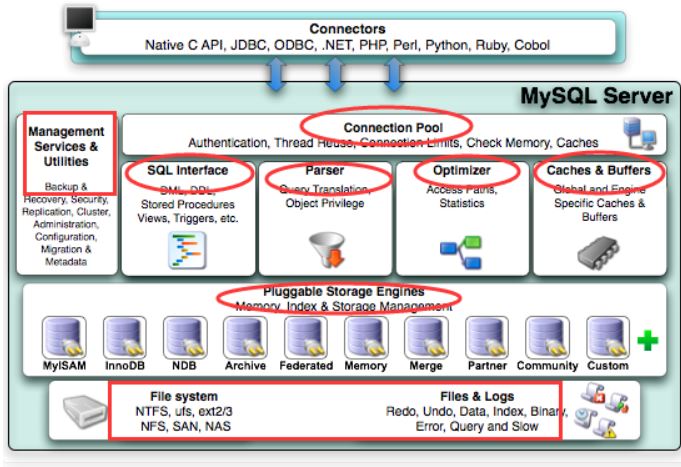 Connectors
Native C API, JDBC, ODBC, .NET, PHP, Perl, Python, Ruby, Cobol
MySQL Server
Management
Services &
Utilities
Backup &
Recovery, Security,
Replication, Cluster,
Administration,
Configuration,
Migration &
Metadata
Connection Pool
Authentication, Thread Reuse, Connection Limits, Check Memory, Caches
SQL Interface
DML, DDL,
Stored Procedures
Views, Triggers, etc.
Parser
Query Translation,
Object Privilege
Optimizer
Access Paths,
Statistics
Caches & Buffers
Global and Engine
Specific Caches &
Buffers
Pluggable Storage Engines
Memory, Index & Storage Management
MyISAM
InnoDB
NDB
Archive
Federated
Memory
Merge
Partner
Community
Custom
File system
NTFS, ufs, ext2/3
NFS, SAN, NAS
Files & Logs
Redo, Undo, Data, Index, Binary,
Error, Query and Slow